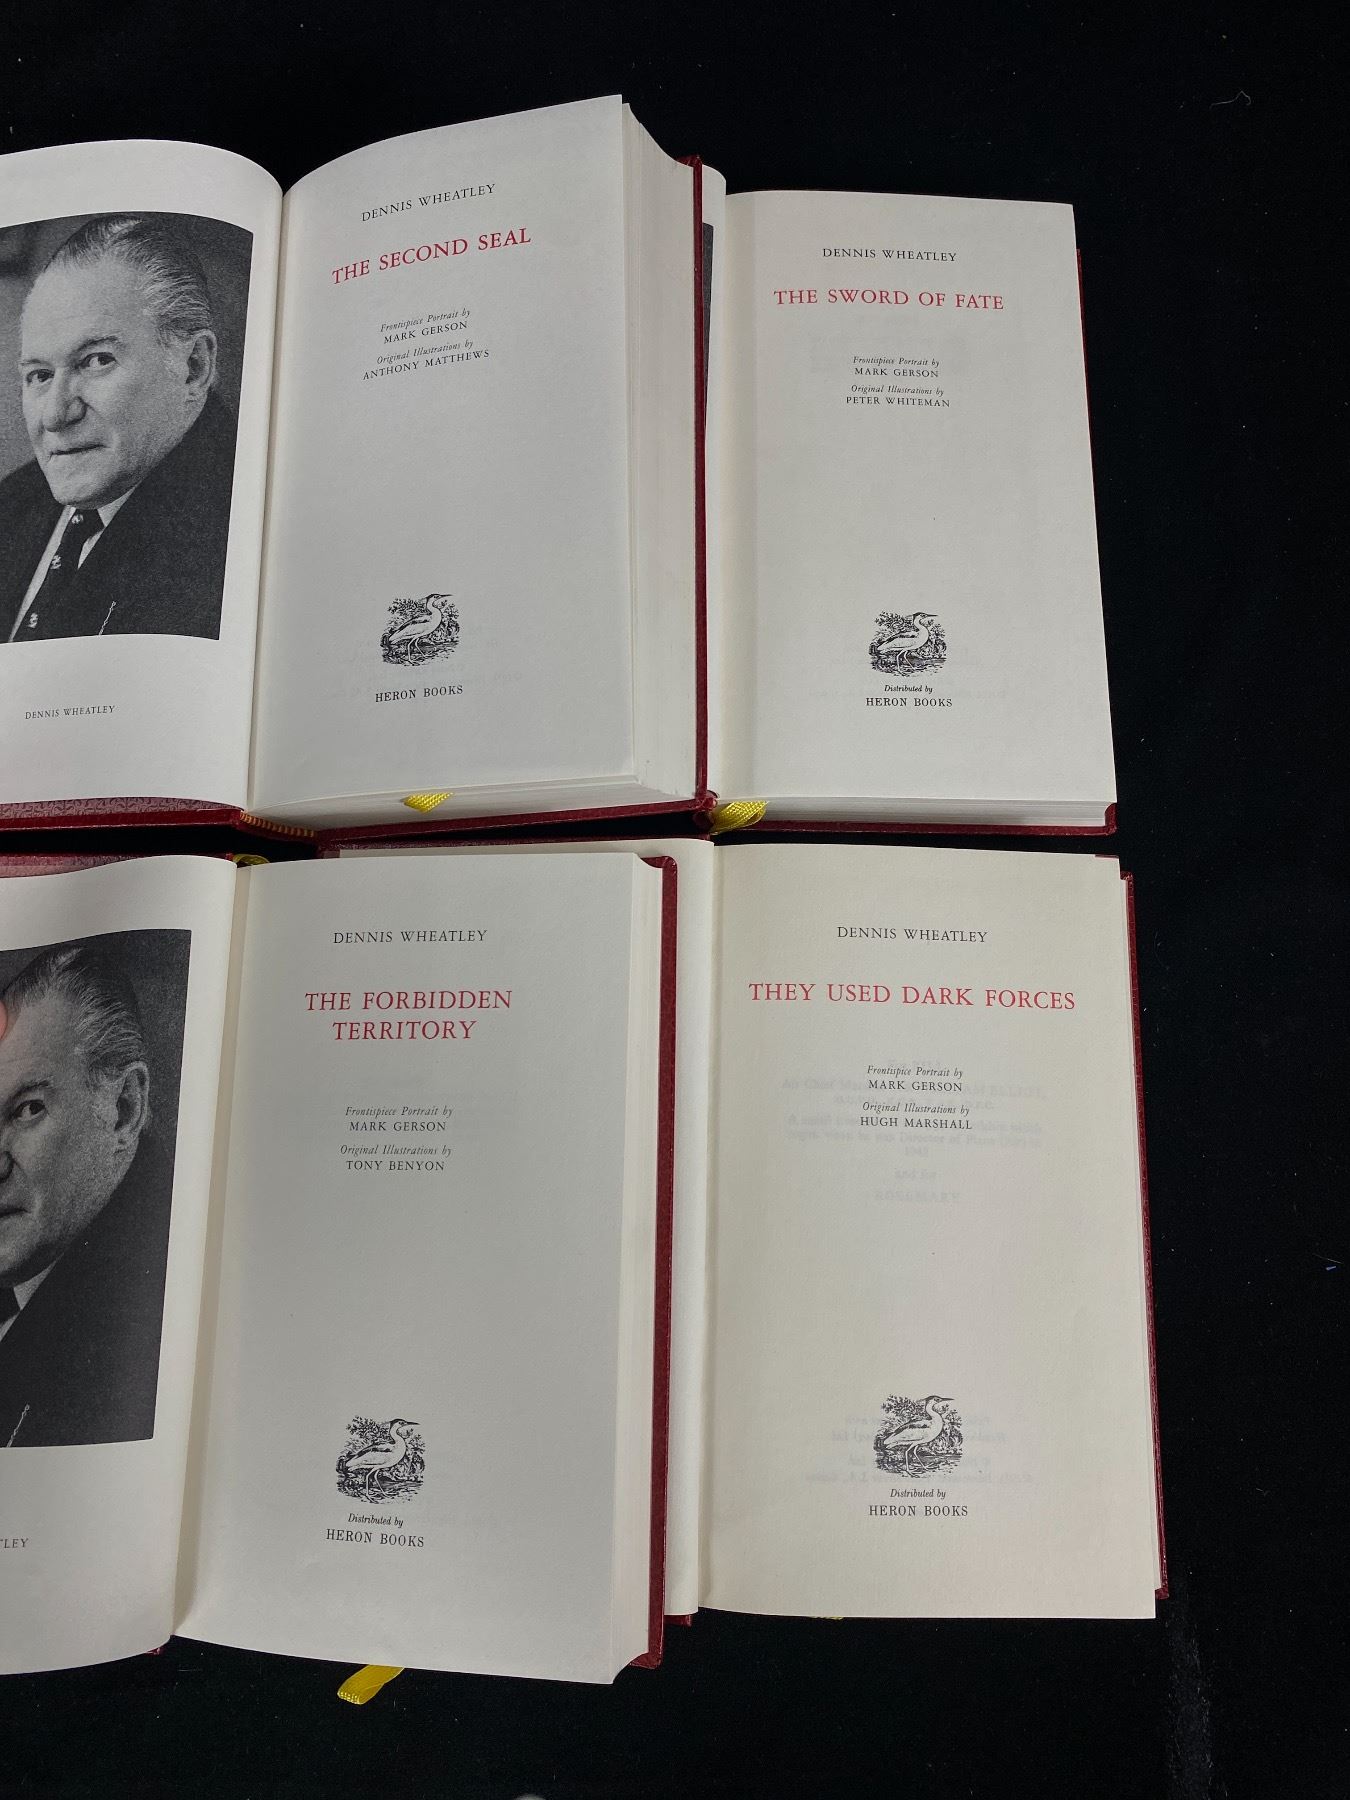 DENNIS WHEATLEY
THE SECOND SEAL
Frontispiece Portrait by
MARK GERSON
Original Illustrations by
ANTHONY MATTHEWS
HERON BOOKS
DENNIS WHEATLEY
DENNIS WHEATLEY
THE SWORD OF FATE
Frontispiece Portrait by
MARK GERSON
Original Illustrations by
PETER WHITEMAN
Distributed by
HERON BOOKS
DENNIS WHEATLEY
THE FORBIDDEN
TERRITORY
Frontispiece Portrait by
MARK GERSON
Original Illustrations by
TONY BENYON
Distributed by
HERON BOOKS
TLEY
DENNIS WHEATLEY
THEY USED DARK FORCES
Frontispiece Portrait by
MARK GERSON
Original Illustrations by
HUGH MARSHALL
Distributed by
HERON BOOKS